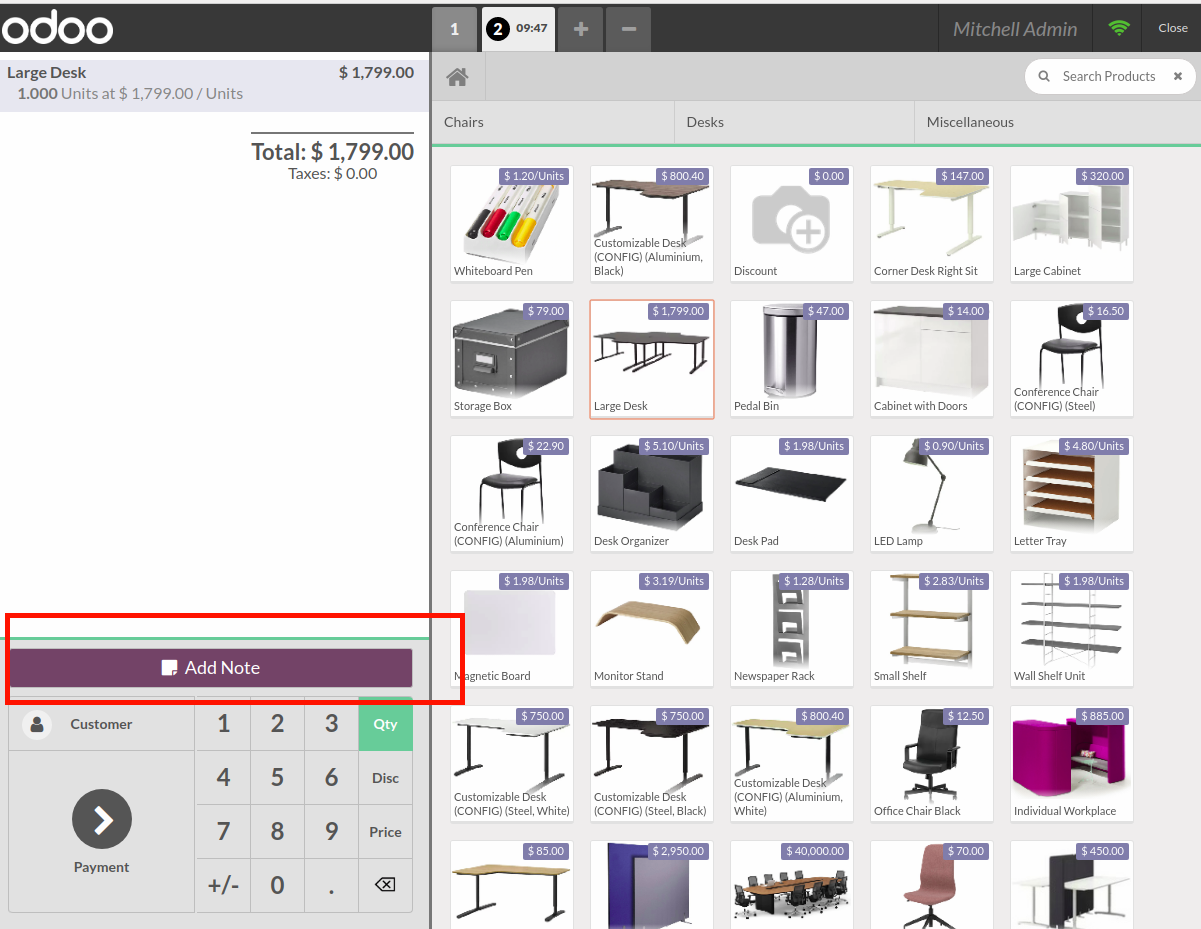 odoo
1
2 09:47
Mitchell Admin
Close
Large Desk $ 1,799.00
1.000 Units at $ 1,799.00 / Units
Total: $ 1,799.00
Taxes: $ 0.00
Add Note
Customer
Payment
1 2 3 Qty
4 5 6 Disc
7 8 9 Price
+/- 0 .
Search Products
Chairs Desks Miscellaneous
$ 1.20/Units
Whiteboard Pen
$ 800.40
Customizable Desk
(CONFIG) (Aluminium,
Black)
$ 0.00
Discount
$ 147.00
Corner Desk Right Sit
$ 320.00
Large Cabinet
$ 79.00
Storage Box
$ 1,799.00
Large Desk
$ 47.00
Pedal Bin
$ 14.00
Cabinet with Doors
$ 16.50
Conference Chair
(CONFIG) (Steel)
$ 22.90
Conference Chair
(CONFIG) (Aluminium)
$ 5.10/Units
Desk Organizer
$ 1.98/Units
Desk Pad
$ 0.90/Units
LED Lamp
$ 4.80/Units
Letter Tray
$ 1.98/Units
Magnetic Board
$ 3.19/Units
Monitor Stand
$ 1.28/Units
Newspaper Rack
$ 2.83/Units
Small Shelf
$ 1.98/Units
Wall Shelf Unit
$ 750.00
Customizable Desk
(CONFIG) (Steel, White)
$ 750.00
Customizable Desk
(CONFIG) (Steel, Black)
$ 800.40
Customizable Desk
(CONFIG) (Aluminium,
White)
$ 12.50
Office Chair Black
$ 885.00
Individual Workplace
$ 85.00
$ 2,950.00
$ 40,000.00
$ 70.00
$ 450.00